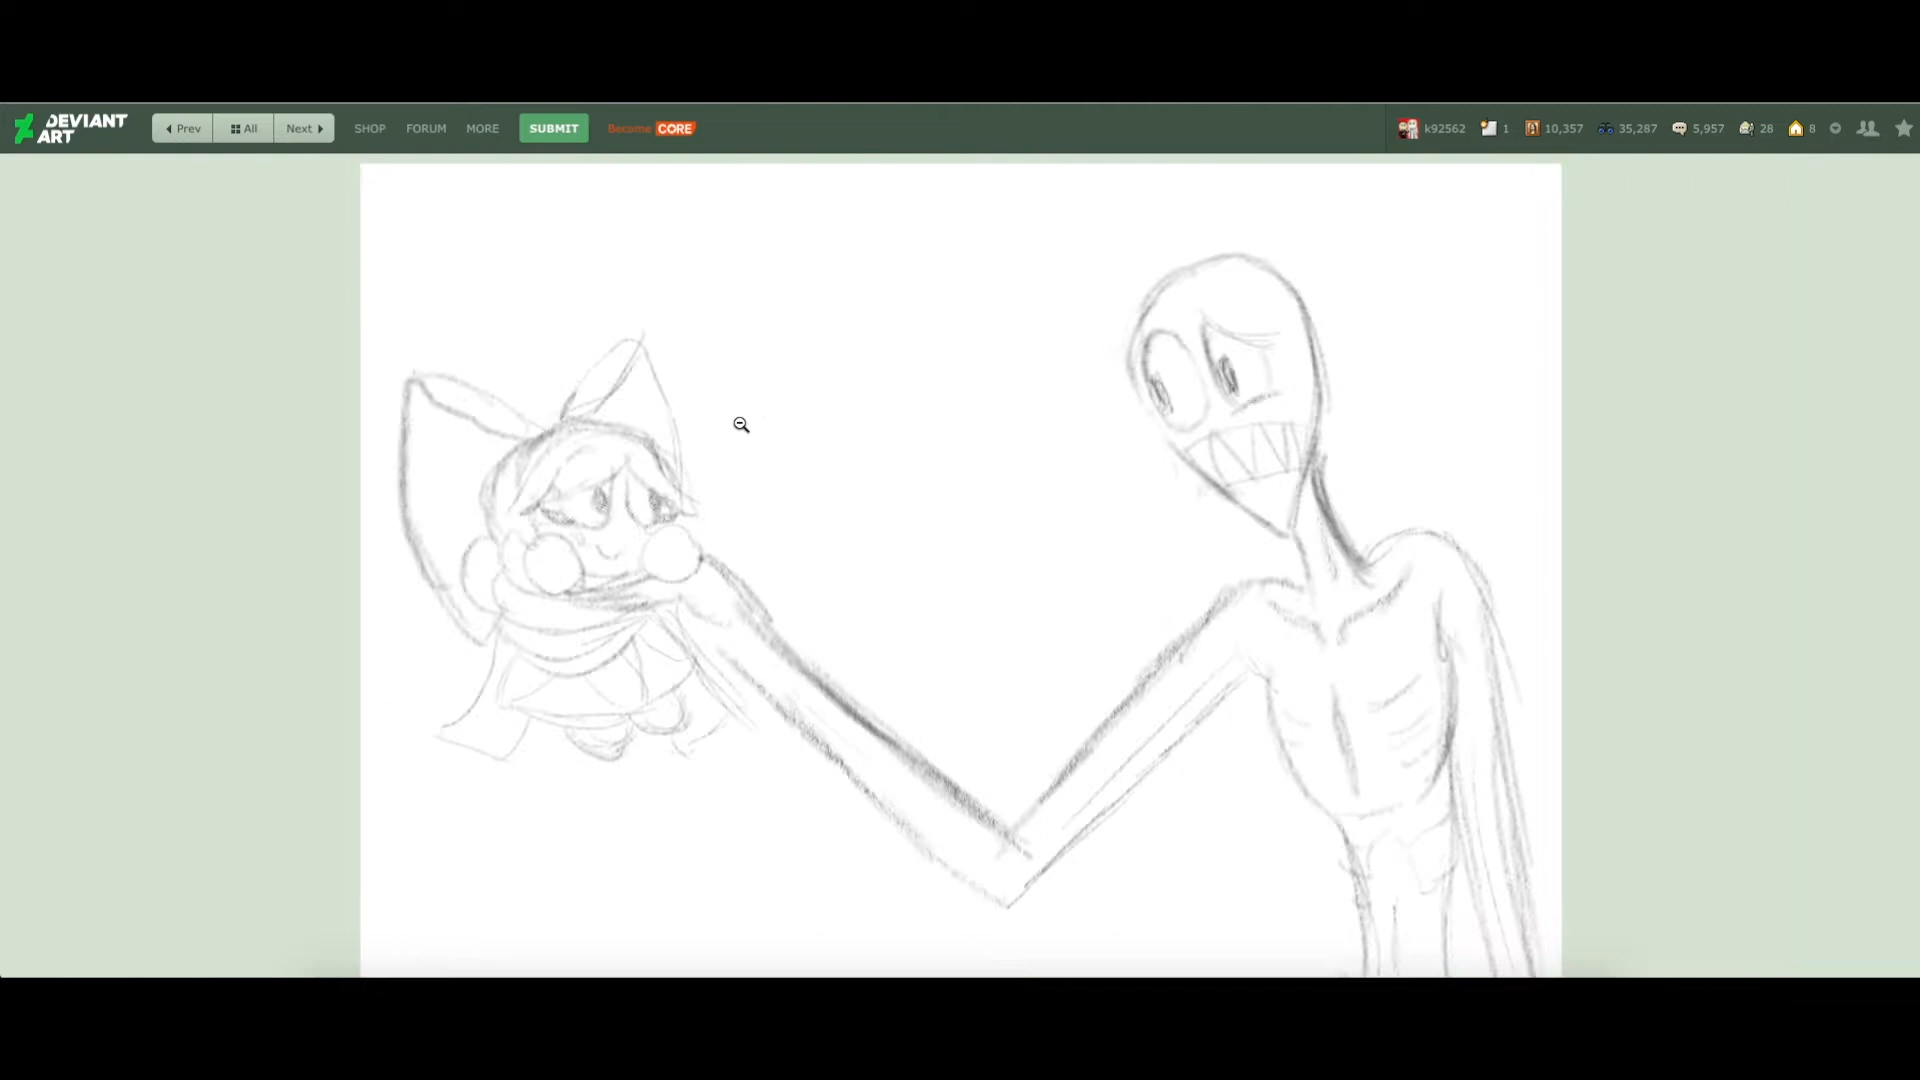 DEVIANT ART
Prev All Next SHOP FORUM MORE SUBMIT Become CORE k92562 1 10,357 35,287 5,957 28 8